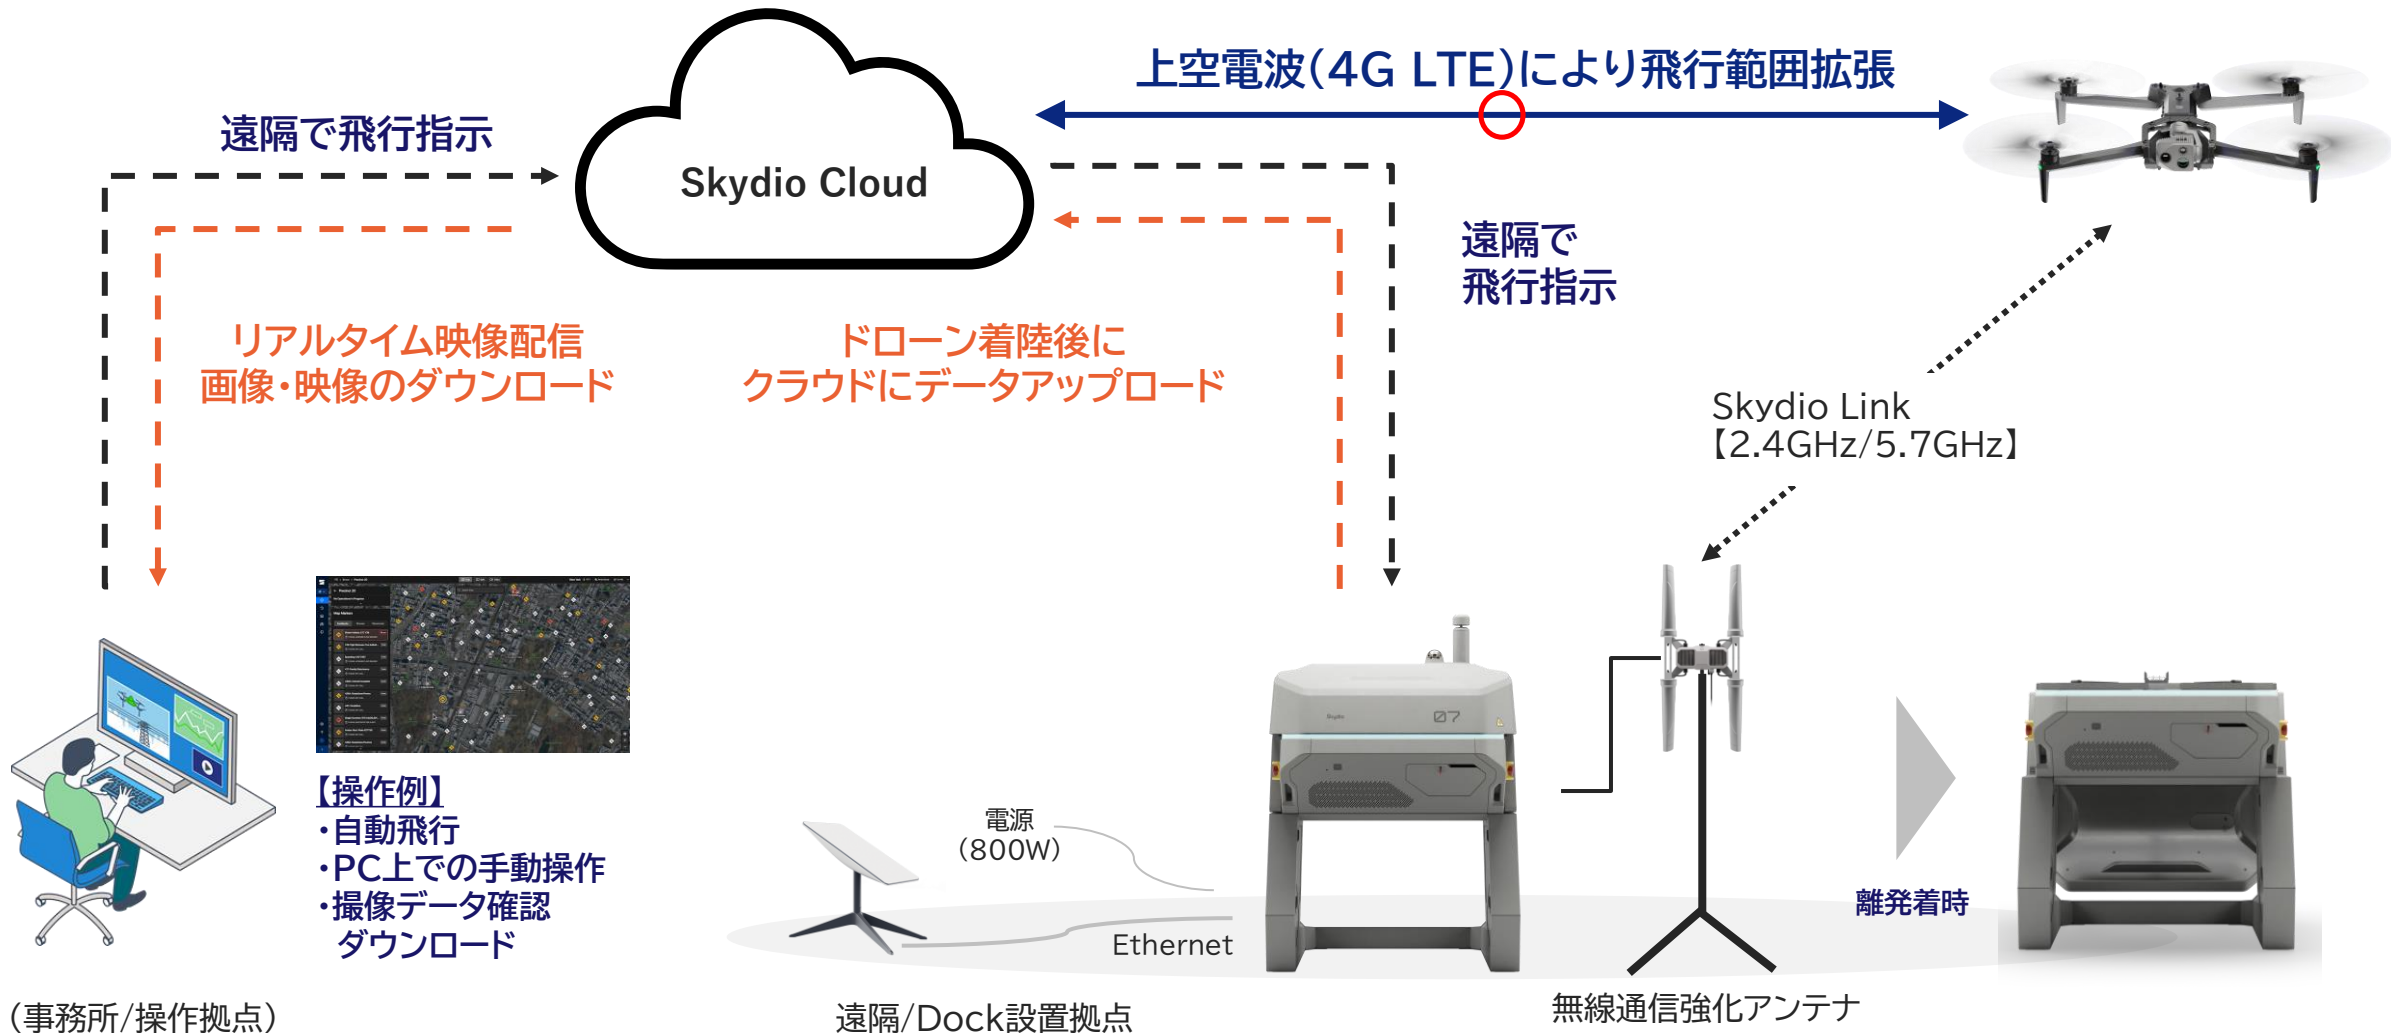 上空電波(4G LTE)により飛行範囲拡張
遠隔で飛行指示
Skydio Cloud
遠隔で
飛行指示
リアルタイム映像配信
画像・映像のダウンロード
ドローン着陸後に
クラウドにデータアップロード
Skydio Link
【2.4GHz/5.7GHz】
Skydio
07
【操作例】
・自動飛行
・PC上での手動操作
・撮像データ確認
ダウンロード
電源
(800W)
Ethernet
離発着時
(事務所/操作拠点)
遠隔/Dock設置拠点
無線通信強化アンテナ